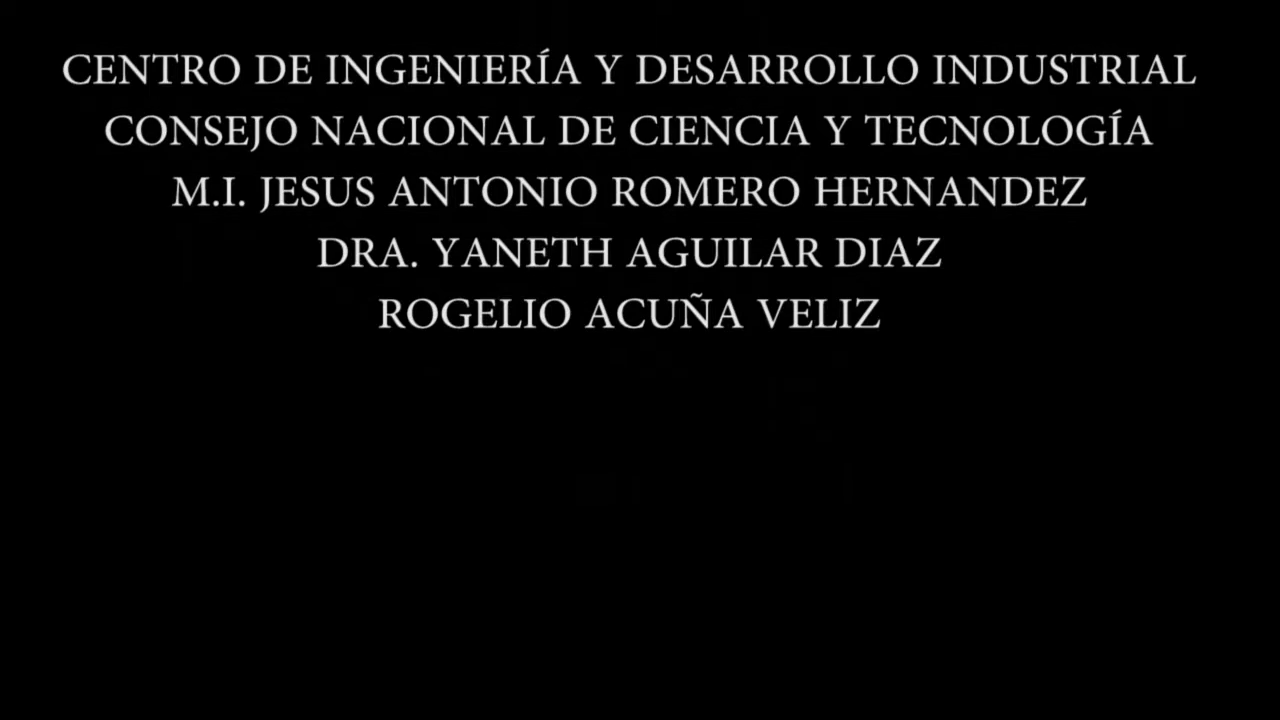 CENTRO DE INGENIERÍA Y DESARROLLO INDUSTRIAL
CONSEJO NACIONAL DE CIENCIA Y TECNOLOGÍA
M.I. JESUS ANTONIO ROMERO HERNANDEZ
DRA. YANETH AGUILAR DIAZ
ROGELIO ACUÑA VELIZ